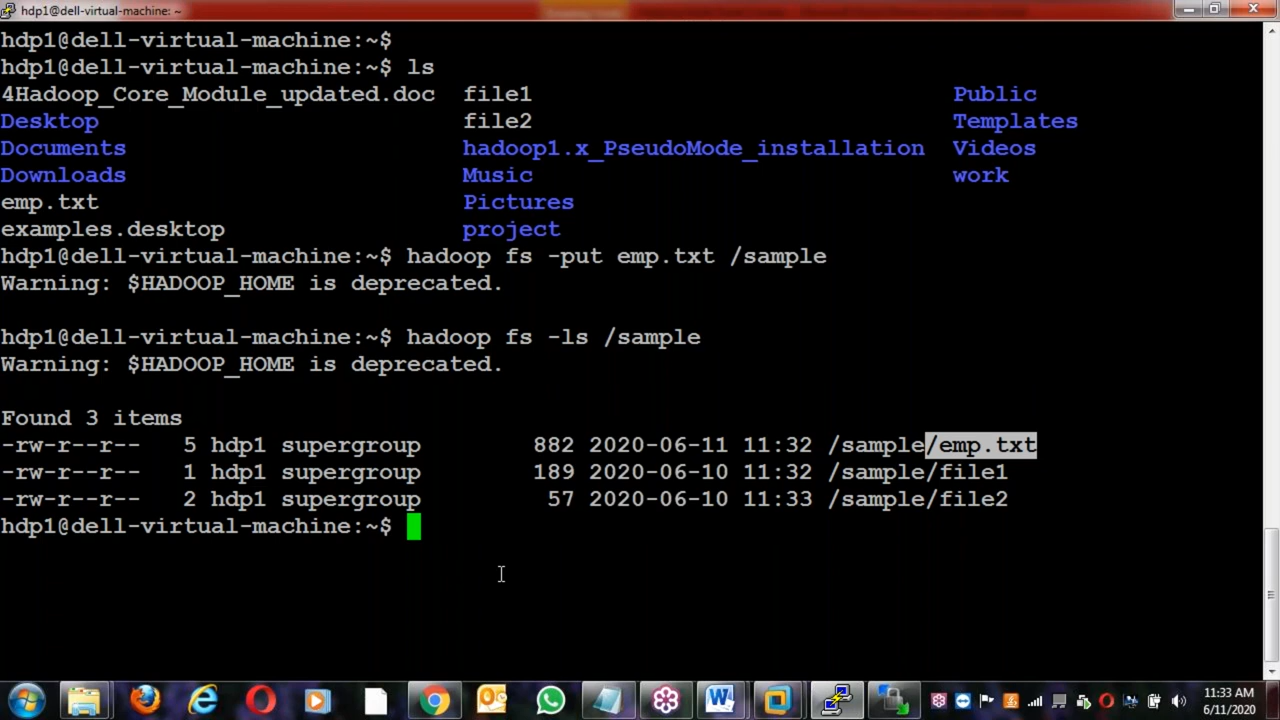 hdp1@dell-virtual-machine: ~
hdp1@dell-virtual-machine:~$
hdp1@dell-virtual-machine:~$ ls
4Hadoop_Core_Module_updated.doc file1 Public
Desktop file2 Templates
Documents hadoop1.x_PseudoMode_installation Videos
Downloads Music work
emp.txt Pictures
examples.desktop project
hdp1@dell-virtual-machine:~$ hadoop fs -put emp.txt /sample
Warning: $HADOOP_HOME is deprecated.
hdp1@dell-virtual-machine:~$ hadoop fs -ls /sample
Warning: $HADOOP_HOME is deprecated.
Found 3 items
-rw-r--r-- 5 hdp1 supergroup 882 2020-06-11 11:32 /sample/emp.txt
-rw-r--r-- 1 hdp1 supergroup 189 2020-06-10 11:32 /sample/file1
-rw-r--r-- 2 hdp1 supergroup 57 2020-06-10 11:33 /sample/file2
hdp1@dell-virtual-machine:~$
11:33 AM
6/11/2020